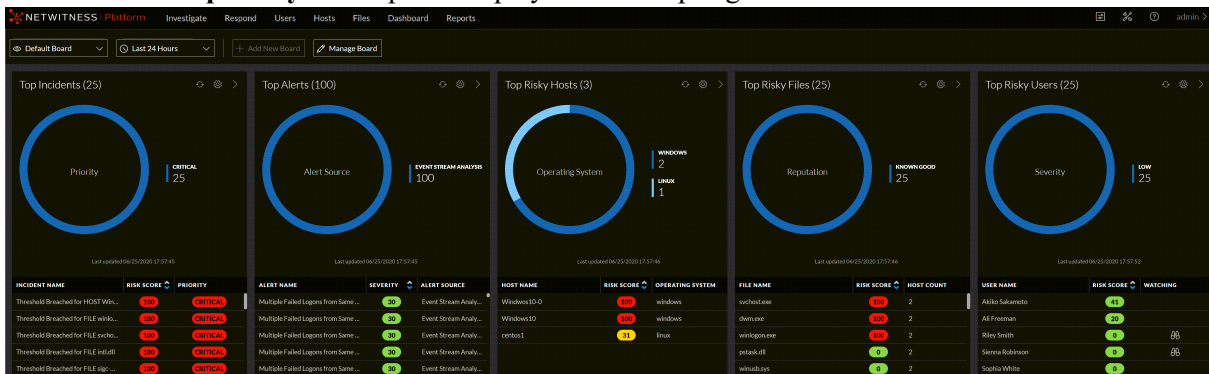 NETWITNESS Platform Investigate Respond Users Hosts Files Dashboard Reports admin
Default Board Last 24 Hours + Add New Board Manage Board
Top Incidents (25)
Priority
CRITICAL
25
Last updated 06/25/2020 17:57:45
INCIDENT NAME RISK SCORE PRIORITY
Threshold Breached for HOST Win... 100 CRITICAL
Threshold Breached for FILE winlo... 100 CRITICAL
Threshold Breached for FILE svcho... 100 CRITICAL
Threshold Breached for FILE intl.dll 100 CRITICAL
Threshold Breached for FILE sigc-... 100 CRITICAL
Top Alerts (100)
Alert Source
EVENT STREAM ANALYSIS
100
Last updated 06/25/2020 17:57:45
ALERT NAME SEVERITY ALERT SOURCE
Multiple Failed Logons from Same ... 30 Event Stream Analy...
Multiple Failed Logons from Same ... 30 Event Stream Analy...
Multiple Failed Logons from Same ... 30 Event Stream Analy...
Multiple Failed Logons from Same ... 30 Event Stream Analy...
Multiple Failed Logons from Same ... 30 Event Stream Analy...
Top Risky Hosts (3)
Operating System
WINDOWS
2
LINUX
1
Last updated 06/25/2020 17:57:46
HOST NAME RISK SCORE OPERATING SYSTEM
Windwos10-0 100 windows
Windows10 100 windows
centos1 31 linux
Top Risky Files (25)
Reputation
KNOWN GOOD
25
Last updated 06/25/2020 17:57:46
FILE NAME RISK SCORE HOST COUNT
svchost.exe 100 2
dwm.exe 100 2
winlogon.exe 100 2
pstask.dll 0 2
winusb.sys 0 2
Top Risky Users (25)
Severity
LOW
25
Last updated 06/25/2020 17:57:52
USER NAME RISK SCORE WATCHING
Akiko Sakamoto 41
Ali Freeman 20
Riley Smith 0
Sienna Robinson 0
Sophia White 0